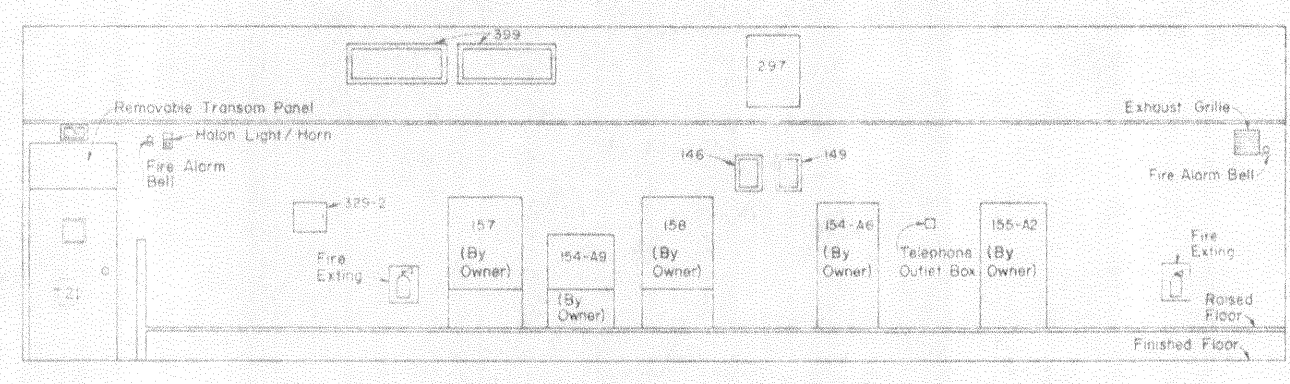 399
297
Removable Transom Panel
Exhaust Grille
Halon Light/Horn
146
149
Fire Alarm
Bell
Fire Alarm Bell
329-2
157
(By
Owner)
154-A9
(By
Owner)
158
(By
Owner)
154-A6
(By
Owner)
Telephone
Outlet Box
155-A2
(By
Owner)
Fire
Exting
Fire
Exting
Raised
Floor
Finished Floor